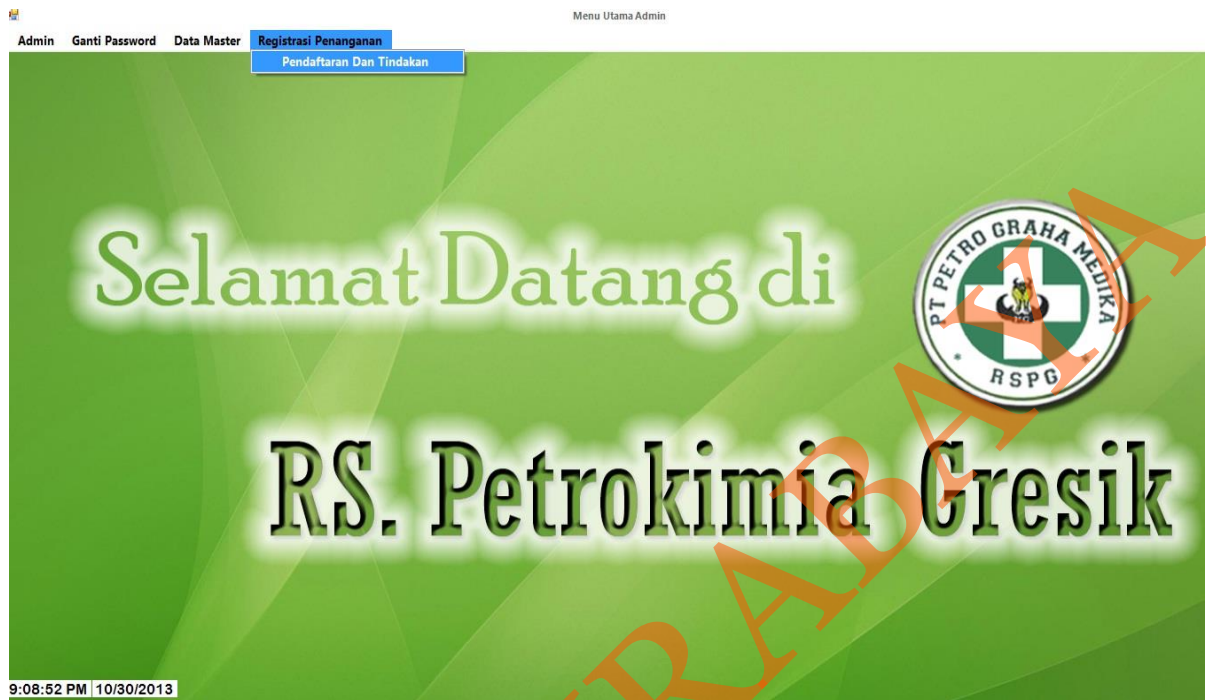 Menu Utama Admin
Admin Ganti Password Data Master Registrasi Penanganan
Pendaftaran Dan Tindakan
Selamat Datang di
PT PETRO GRAHA MEDIKA
RSPG
RS. Petrokimia Gresik
RABAYA
9:08:52 PM 10/30/2013